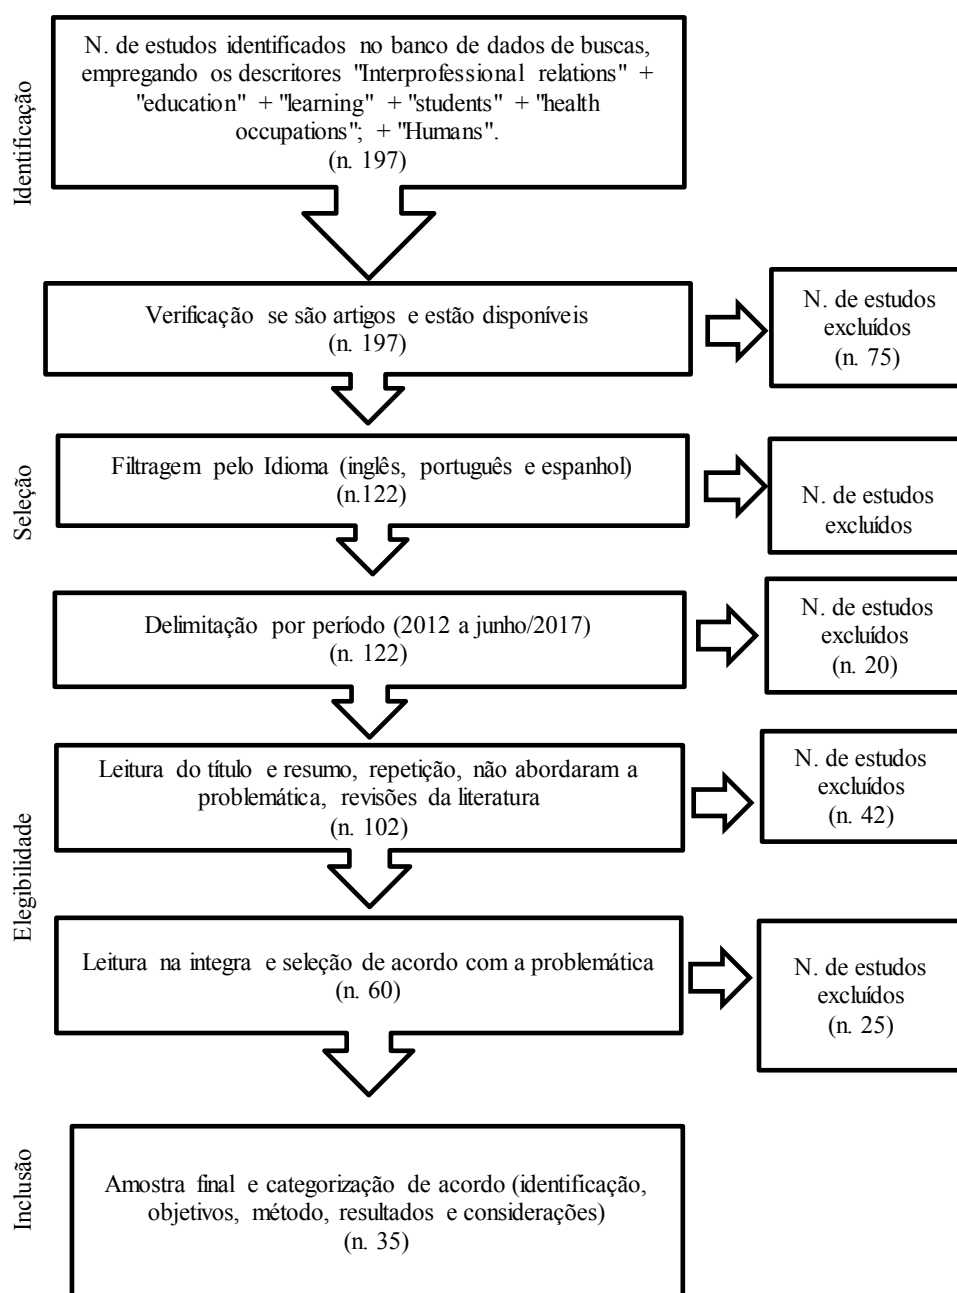 Identificação
N. de estudos identificados no banco de dados de buscas,
empregando os descritores "Interprofessional relations" +
"education" + "learning" + "students" + "health
occupations"; + "Humans".
(n. 197)
Verificação se são artigos e estão disponíveis
(n. 197)
N. de estudos
excluídos
(n. 75)
Seleção
Filtragem pelo Idioma (inglês, português e espanhol)
(n.122)
N. de estudos
excluídos
Delimitação por período (2012 a junho/2017)
(n. 122)
N. de estudos
excluídos
(n. 20)
Elegibilidade
Leitura do título e resumo, repetição, não abordaram a
problemática, revisões da literatura
(n. 102)
N. de estudos
excluídos
(n. 42)
Leitura na integra e seleção de acordo com a problemática
(n. 60)
N. de estudos
excluídos
(n. 25)
Inclusão
Amostra final e categorização de acordo (identificação,
objetivos, método, resultados e considerações)
(n. 35)